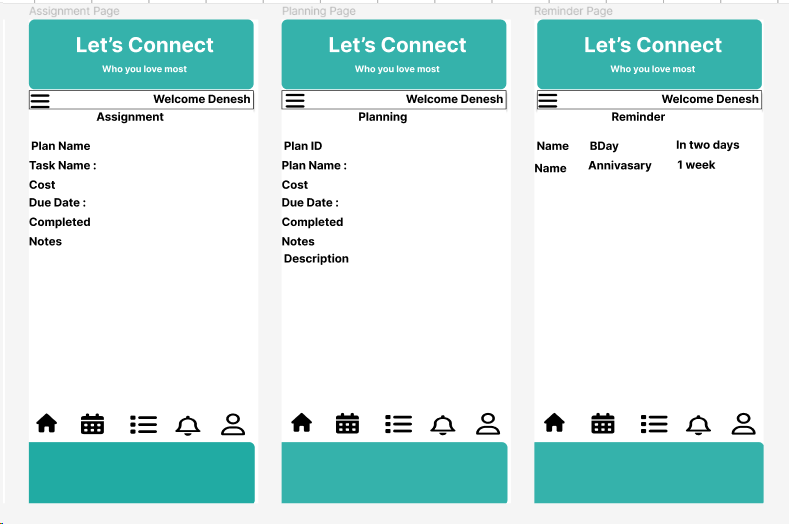 Assignment Page
Let's Connect
Who you love most
Welcome Denesh
Assignment
Plan Name
Task Name :
Cost
Due Date :
Completed
Notes
Planning Page
Let's Connect
Who you love most
Welcome Denesh
Planning
Plan ID
Plan Name :
Cost
Due Date :
Completed
Notes
Description
Reminder Page
Let's Connect
Who you love most
Welcome Denesh
Reminder
Name BDay In two days
Name Annivasary 1 week